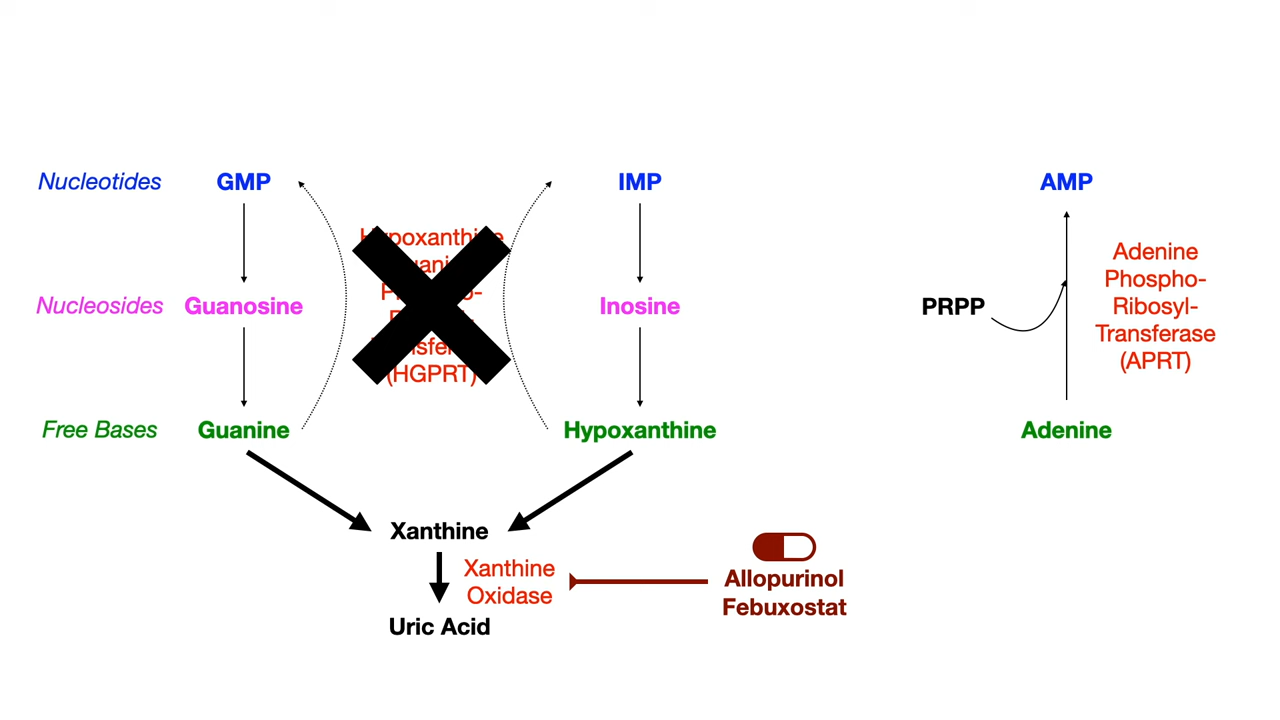 Nucleotides
GMP
IMP
AMP
(HGPRT)
Adenine
Phospho-
Ribosyl-
Transferase
(APRT)
Nucleosides
Guanosine
Inosine
PRPP
Free Bases
Guanine
Hypoxanthine
Adenine
Xanthine
Xanthine
Oxidase
Uric Acid
Allopurinol
Febuxostat